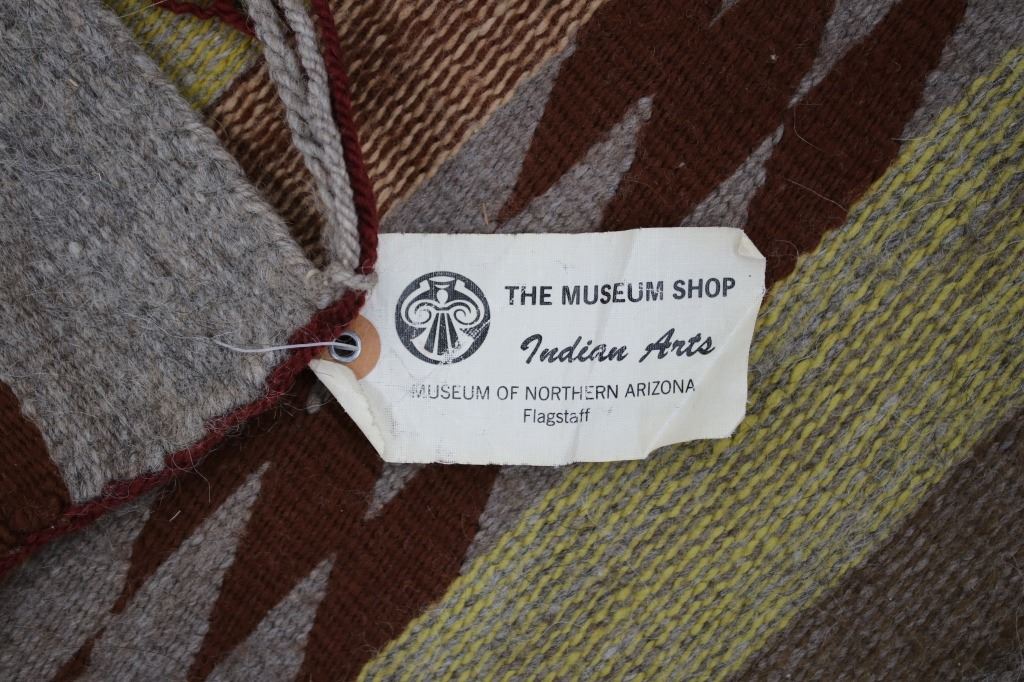 THE MUSEUM SHOP
Indian Arts
MUSEUM OF NORTHERN ARIZONA
Flagstaff